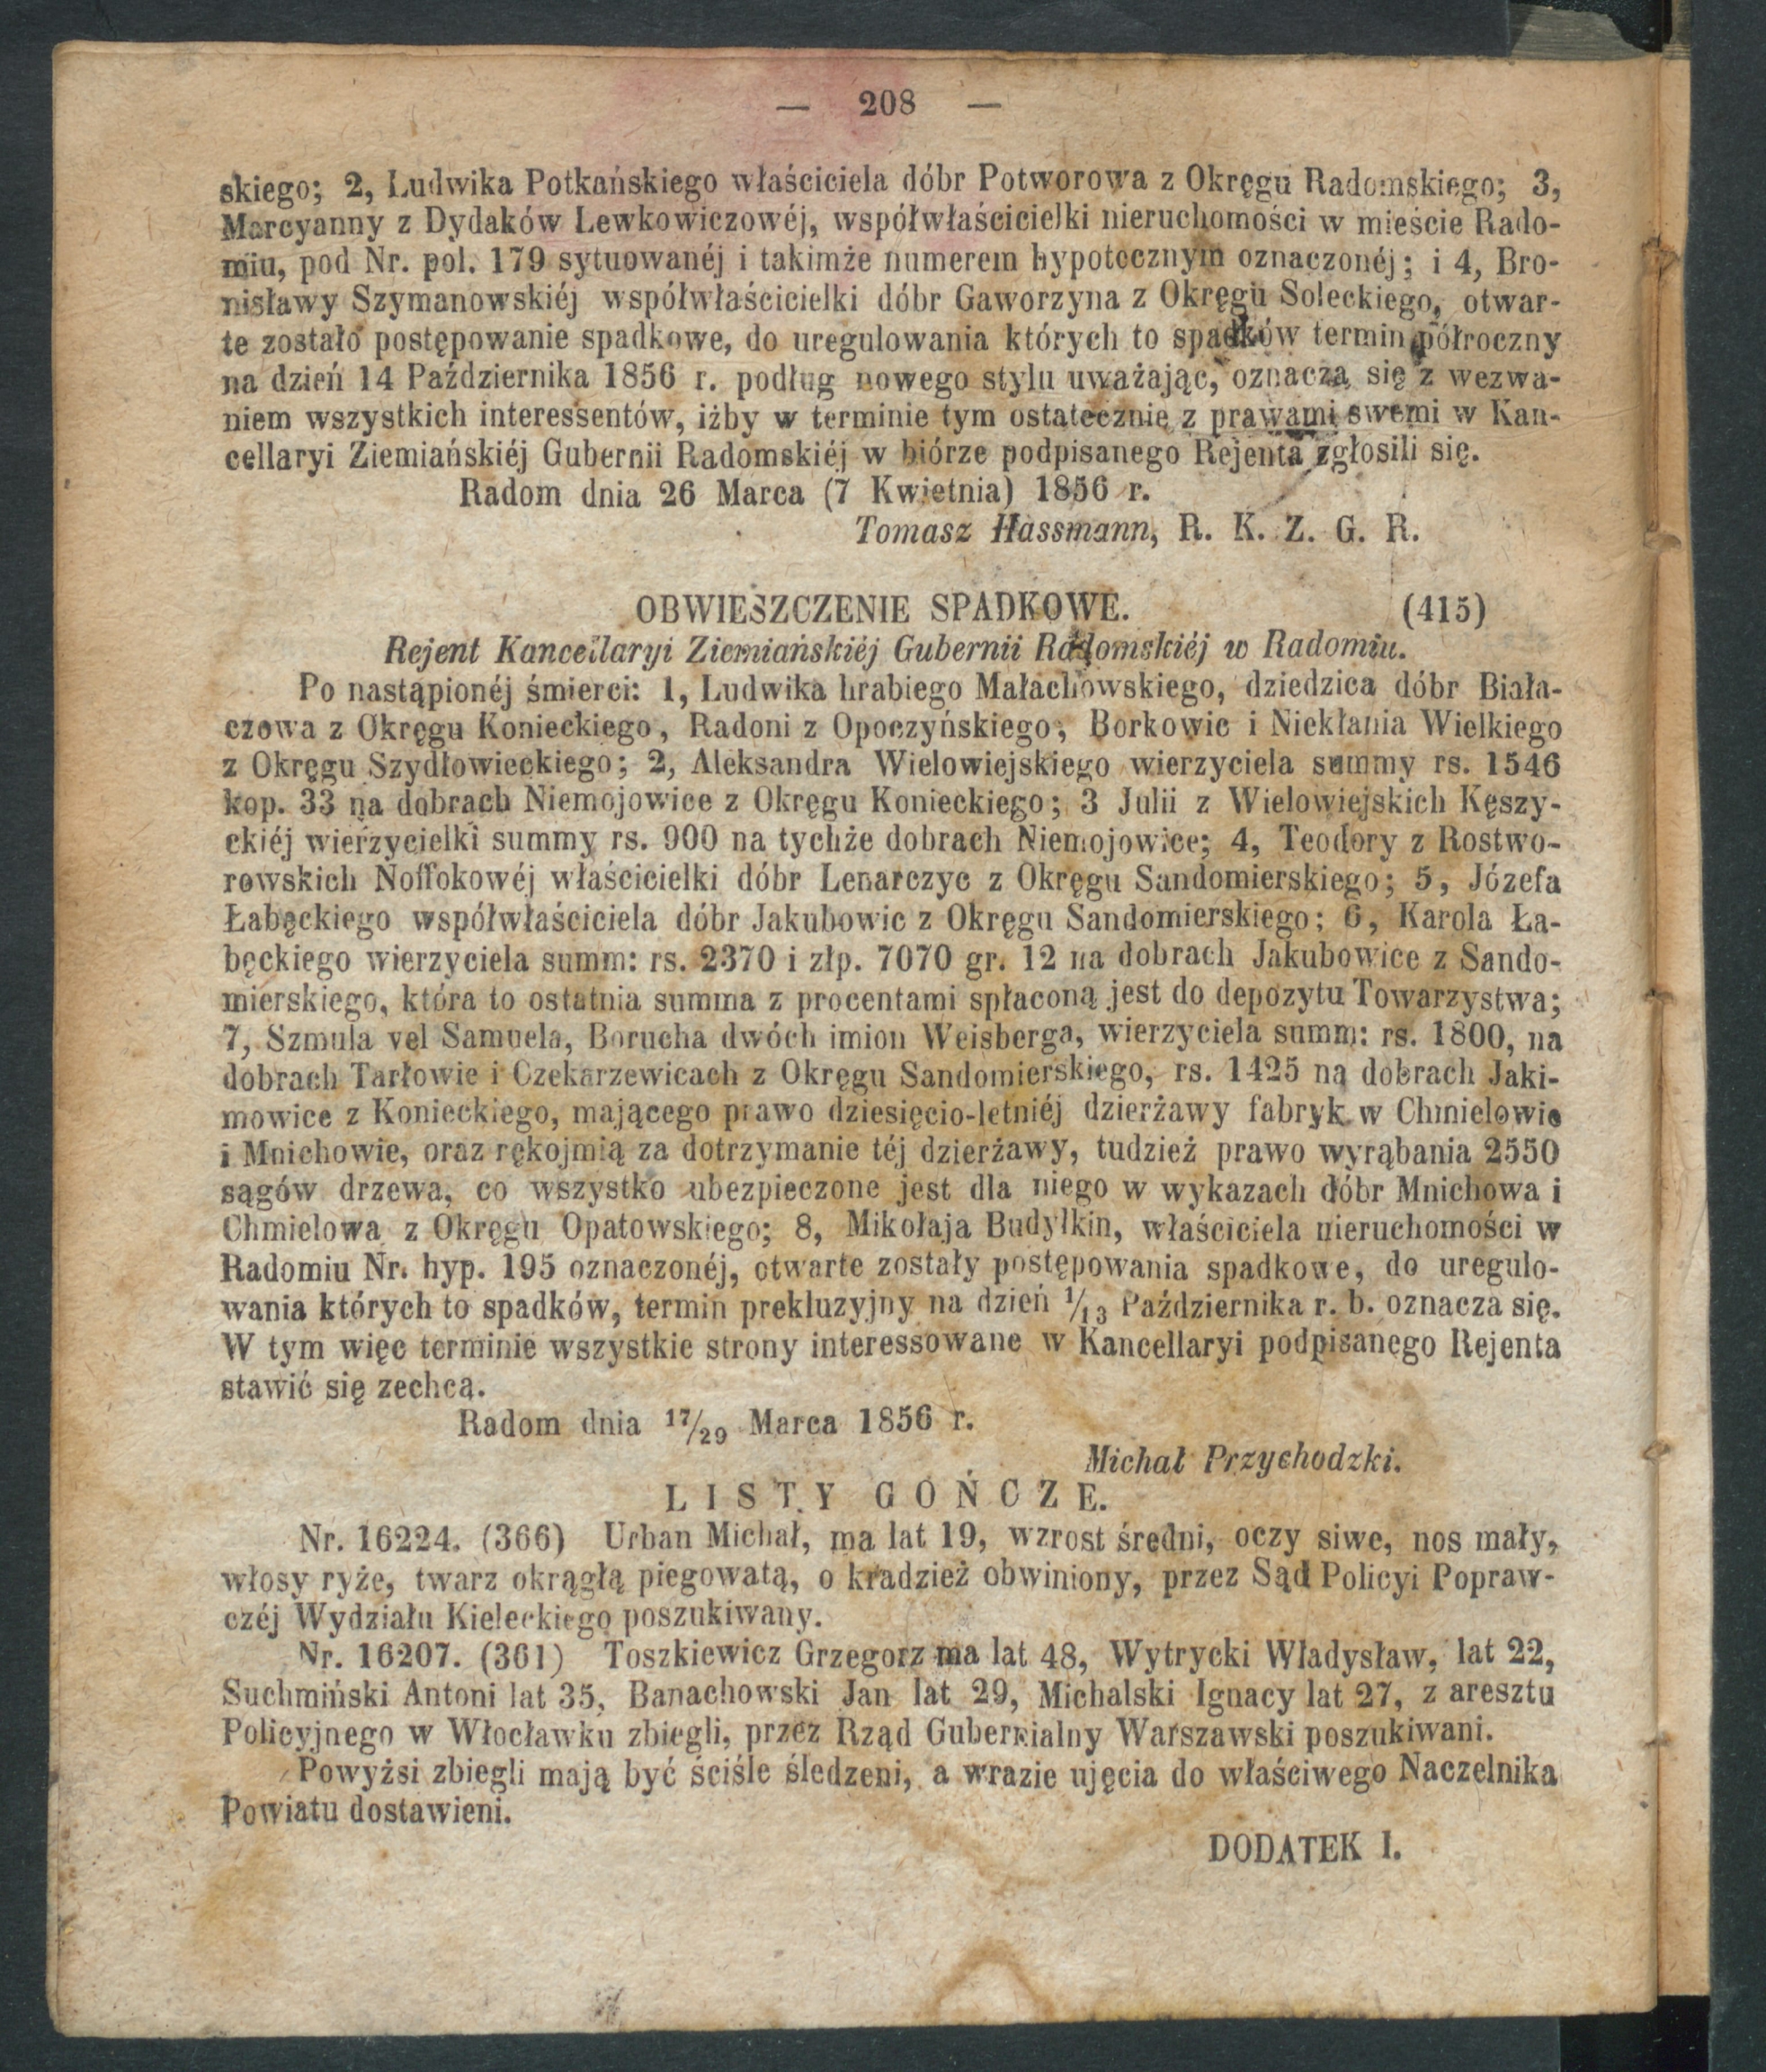 — 208 —
skiego; 2, Ludwika Potkańskiego właściciela dóbr Potworowa z Okręgu Radomskiego; 3,
Marcyanny z Dydaków Lewkowiczowéj, współwłaścicielki nieruchomości w mieście Rado-
miu, pod Nr. pol. 179 sytuowanéj i takimże numerem hypotecznym oznaczonéj; i 4, Bro-
nisławy Szymanowskiéj współwłaścicielki dóbr Gaworzyna z Okręgu Soleckiego, otwar-
te zostało postępowanie spadkowe, do uregulowania których to spadków termin półroczny
na dzień 14 Października 1856 r. podług nowego stylu uważając, oznacza się z wezwa-
niem wszystkich interessentów, iżby w terminie tym ostatecznie z prawami swemi w Kan-
cellaryi Ziemiańskiéj Gubernii Radomskiéj w biórze podpisanego Rejenta zgłosili się.
Radom dnia 26 Marca (7 Kwietnia) 1856 r.
Tomasz Hassmann, R. K. Z. G. R.
OBWIESZCZENIE SPADKOWE. (415)
Rejent Kancellaryi Ziemiańskiéj Gubernii Radomskiéj w Radomiu.
Po nastąpionéj śmierci: 1, Ludwika hrabiego Małachowskiego, dziedzica dóbr Biała-
czowa z Okręgu Konieckiego, Radoni z Opoczyńskiego, Borkowic i Niekłania Wielkiego
z Okręgu Szydłowieckiego; 2, Aleksandra Wielowiejskiego wierzyciela summy rs. 1546
kop. 33 na dobrach Niemojowice z Okręgu Konieckiego; 3 Julii z Wielowiejskich Kęszy-
ckiéj wierzycielki summy rs. 900 na tychże dobrach Niemojowice; 4, Teodory z Rostwo-
rowskich Noffokowéj właścicielki dóbr Lenarczyc z Okręgu Sandomierskiego; 5, Józefa
Łabęckiego współwłaściciela dóbr Jakubowic z Okręgu Sandomierskiego; 6, Karola Ła-
bęckiego wierzyciela summ: rs. 2370 i złp. 7070 gr. 12 na dobrach Jakubowice z Sando-
mierskiego, która to ostatnia summa z procentami spłaconą jest do depozytu Towarzystwa;
7, Szmula vel Samuela, Borucha dwóch imion Weisberga, wierzyciela summ: rs. 1800, na
dobrach Tarłowie i Czekarzewicach z Okręgu Sandomierskiego, rs. 1425 na dobrach Jaki-
mowice z Konieckiego, mającego prawo dziesięcio-letniéj dzierżawy fabryk w Chmielowie
i Mnichowie, oraz rękojmią za dotrzymanie téj dzierżawy, tudzież prawo wyrąbania 2550
sągów drzewa, co wszystko ubezpieczone jest dla niego w wykazach dóbr Mnichowa i
Chmielowa z Okręgu Opatowskiego; 8, Mikołaja Budyłkin, właściciela nieruchomości w
Radomiu Nr. hyp. 195 oznaczonéj, otwarte zostały postępowania spadkowe, do uregulo-
wania których to spadków, termin prekluzyjny na dzień 1/13 Października r. b. oznacza się.
W tym więc terminie wszystkie strony interessowane w Kancellaryi podpisanego Rejenta
stawić się zechcą.
Radom dnia 17/29 Marca 1856 r.
Michał Przychodzki.
LISTY GOŃCZE.
Nr. 16224. (366) Urban Michał, ma lat 19, wzrost średni, oczy siwe, nos mały,
włosy ryże, twarz okrągłą piegowatą, o kradzież obwiniony, przez Sąd Policyi Popraw-
czéj Wydziału Kieleckiego poszukiwany.
Nr. 16207. (361) Toszkiewicz Grzegorz ma lat 48, Wytrycki Władysław, lat 22,
Suchmiński Antoni lat 35, Banachowski Jan lat 29, Michalski Ignacy lat 27, z aresztu
Policyjnego w Włocławku zbiegli, przez Rząd Gubernialny Warszawski poszukiwani.
Powyżsi zbiegli mają być ściśle śledzeni, a wrazie ujęcia do właściwego Naczelnika
Powiatu dostawieni.
DODATEK I.